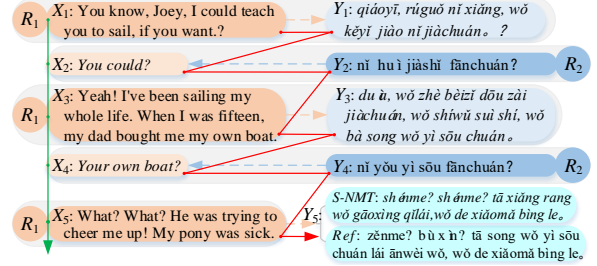 R1 X1: You know, Joey, I could teach you to sail, if you want.?
Y1: qiáoyī, rúguǒ nǐ xiǎng, wǒ kěyǐ jiào nǐ jiàchuán。?
X2: You could?
Y2: nǐ huì jiàshǐ fānchuán? R2
R1 X3: Yeah! I've been sailing my whole life. When I was fifteen, my dad bought me my own boat.
Y3: duìa, wǒ zhè bèizǐ dōu zài jiàchuán, wǒ shíwǔ suì shí, wǒ bà song wǒ yì sōu chuán.
X4: Your own boat?
Y4: nǐ yǒu yì sōu fānchuán? R2
R1 X5: What? What? He was trying to cheer me up! My pony was sick.
Y5:
S-NMT: shénme? shénme? tā xiǎng rang wǒ gāoxìng qǐlái,wǒ de xiǎomǎ bìng le。
Ref: zěnme? bù xìn? tā song wǒ yì sōu chuán lái ānwèi wǒ, wǒ de xiǎomǎ bìng le。